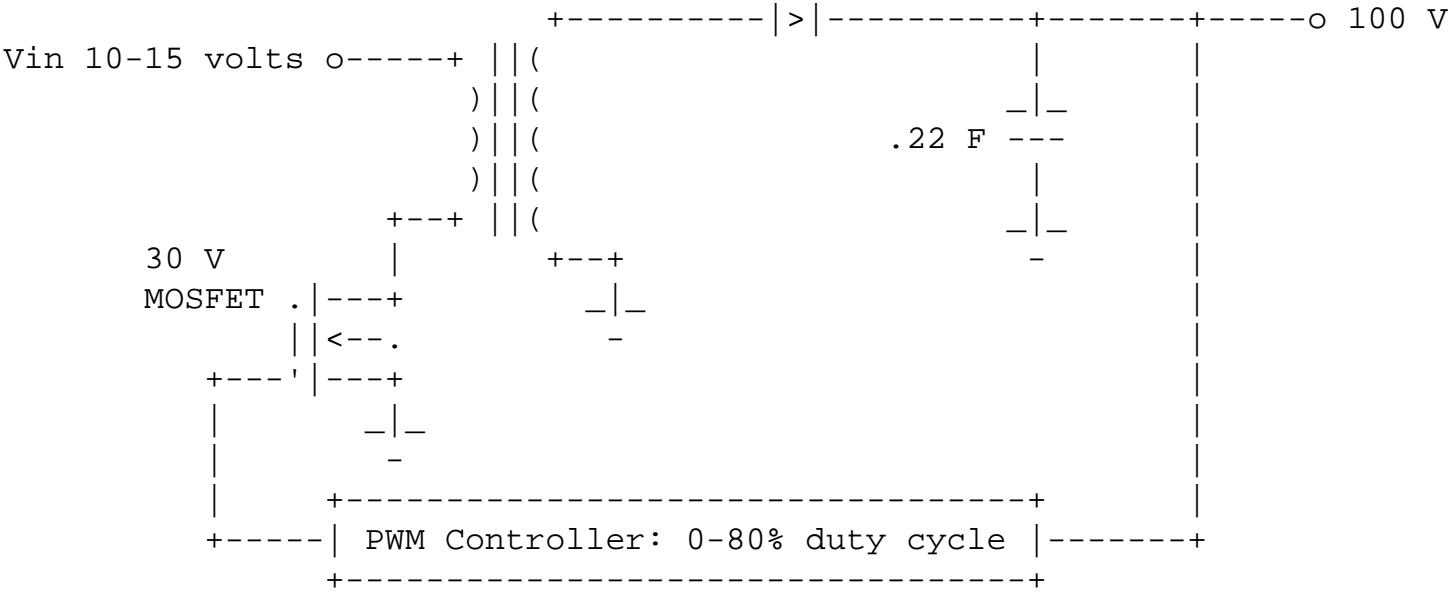 100 V
Vin 10-15 volts
.22 F
30 V
MOSFET
PWM Controller: 0-80% duty cycle